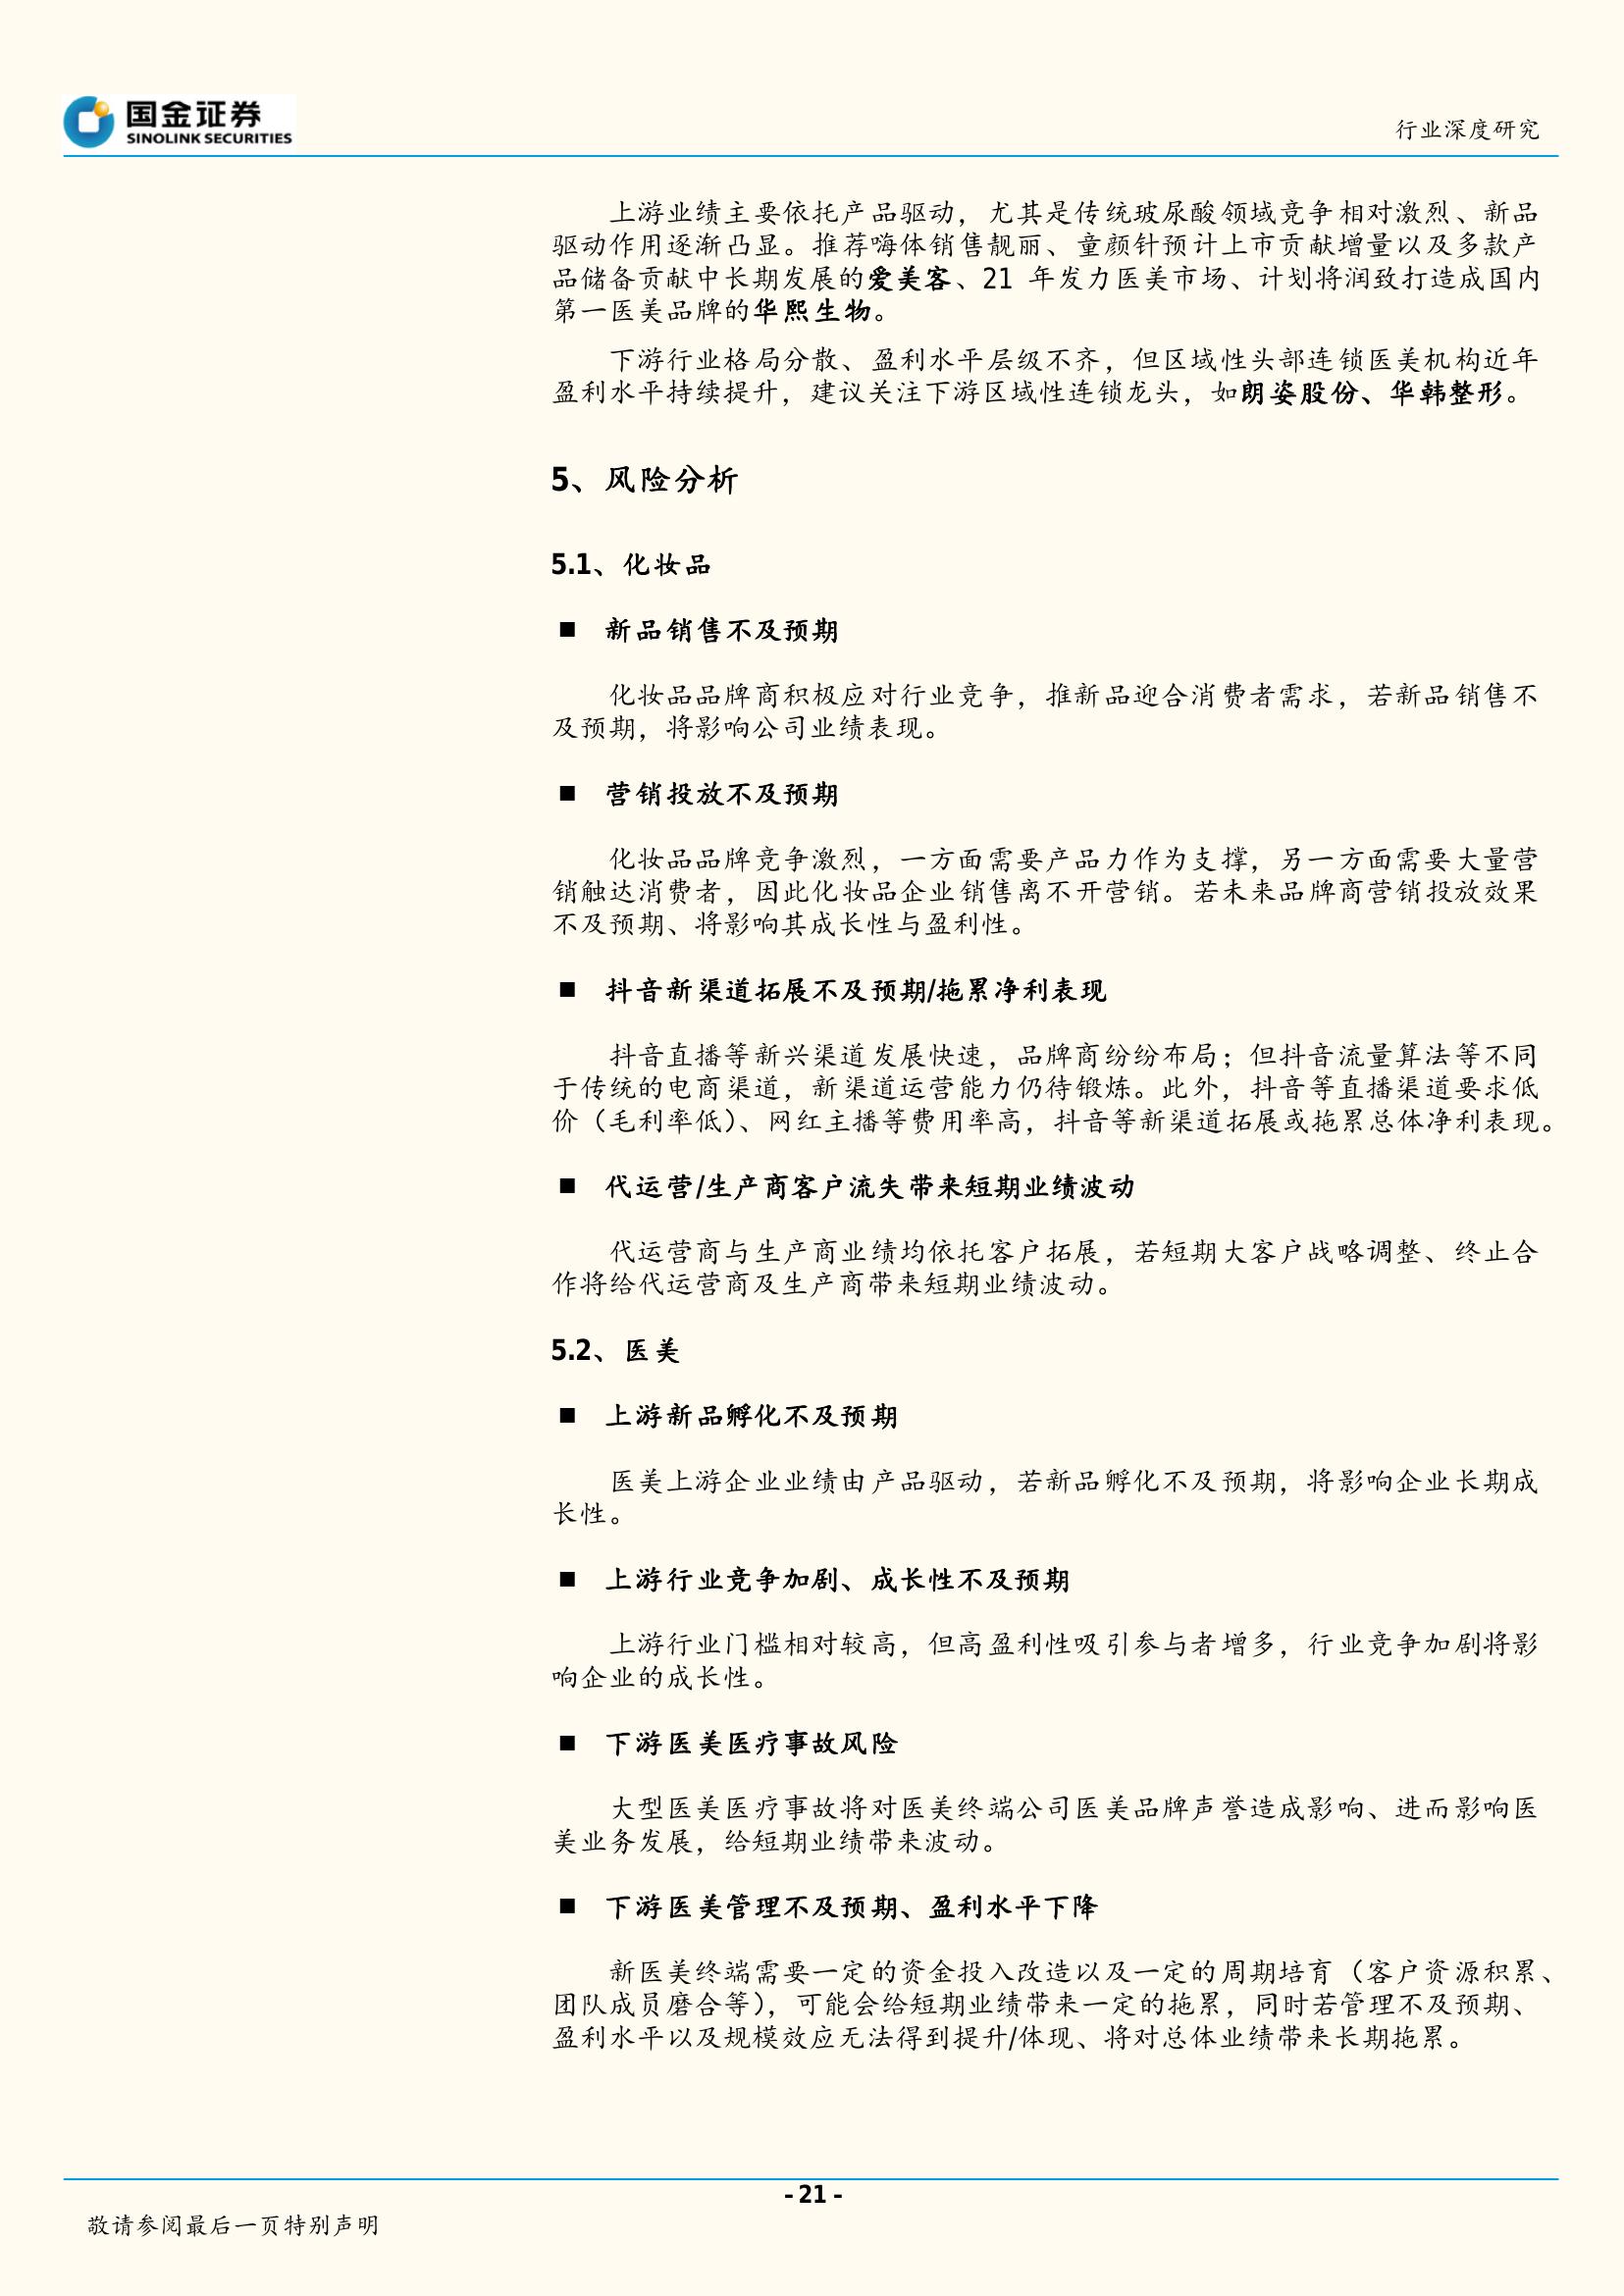 国金证券
SINOLINK SECURITIES
行业深度研究
上游业绩主要依托产品驱动，尤其是传统玻尿酸领域竞争相对激烈、新品
驱动作用逐渐凸显。推荐嗨体销售靓丽、童颜针预计上市贡献增量以及多款产
品储备贡献中长期发展的爱美客、21 年发力医美市场、计划将润致打造成国内
第一医美品牌的华熙生物。
下游行业格局分散、盈利水平层级不齐，但区域性头部连锁医美机构近年
盈利水平持续提升，建议关注下游区域性连锁龙头，如朗姿股份、华韩整形。
5、风险分析
5.1、化妆品
■ 新品销售不及预期
化妆品品牌商积极应对行业竞争，推新品迎合消费者需求，若新品销售不
及预期，将影响公司业绩表现。
■ 营销投放不及预期
化妆品品牌竞争激烈，一方面需要产品力作为支撑，另一方面需要大量营
销触达消费者，因此化妆品企业销售离不开营销。若未来品牌商营销投放效果
不及预期、将影响其成长性与盈利性。
■ 抖音新渠道拓展不及预期/拖累净利表现
抖音直播等新兴渠道发展快速，品牌商纷纷布局；但抖音流量算法等不同
于传统的电商渠道，新渠道运营能力仍待锻炼。此外，抖音等直播渠道要求低
价（毛利率低）、网红主播等费用率高，抖音等新渠道拓展或拖累总体净利表现。
■ 代运营/生产商客户流失带来短期业绩波动
代运营商与生产商业绩均依托客户拓展，若短期大客户战略调整、终止合
作将给代运营商及生产商带来短期业绩波动。
5.2、医美
■ 上游新品孵化不及预期
医美上游企业业绩由产品驱动，若新品孵化不及预期，将影响企业长期成
长性。
■ 上游行业竞争加剧、成长性不及预期
上游行业门槛相对较高，但高盈利性吸引参与者增多，行业竞争加剧将影
响企业的成长性。
■ 下游医美医疗事故风险
大型医美医疗事故将对医美终端公司医美品牌声誉造成影响、进而影响医
美业务发展，给短期业绩带来波动。
■ 下游医美管理不及预期、盈利水平下降
新医美终端需要一定的资金投入改造以及一定的周期培育（客户资源积累、
团队成员磨合等），可能会给短期业绩带来一定的拖累，同时若管理不及预期、
盈利水平以及规模效应无法得到提升/体现、将对总体业绩带来长期拖累。
- 21 -
敬请参阅最后一页特别声明